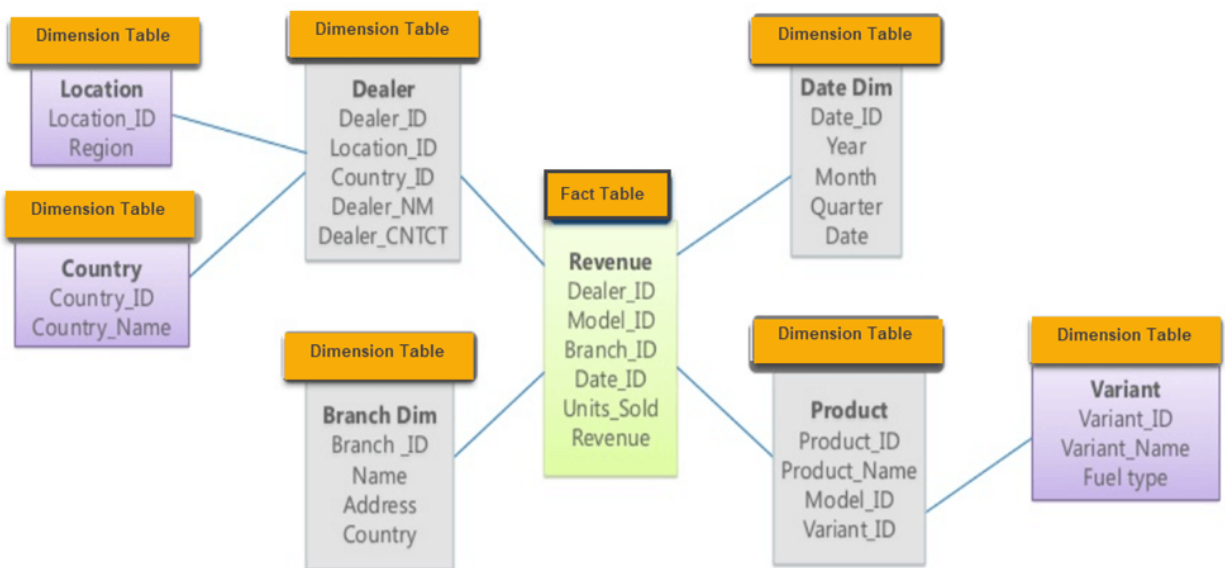 Dimension Table
Location
Location_ID
Region
Dimension Table
Country
Country_ID
Country_Name
Dimension Table
Dealer
Dealer_ID
Location_ID
Country_ID
Dealer_NM
Dealer_CNTCT
Dimension Table
Branch Dim
Branch _ID
Name
Address
Country
Fact Table
Revenue
Dealer_ID
Model_ID
Branch_ID
Date_ID
Units_Sold
Revenue
Dimension Table
Date Dim
Date_ID
Year
Month
Quarter
Date
Dimension Table
Product
Product_ID
Product_Name
Model_ID
Variant_ID
Dimension Table
Variant
Variant_ID
Variant_Name
Fuel type